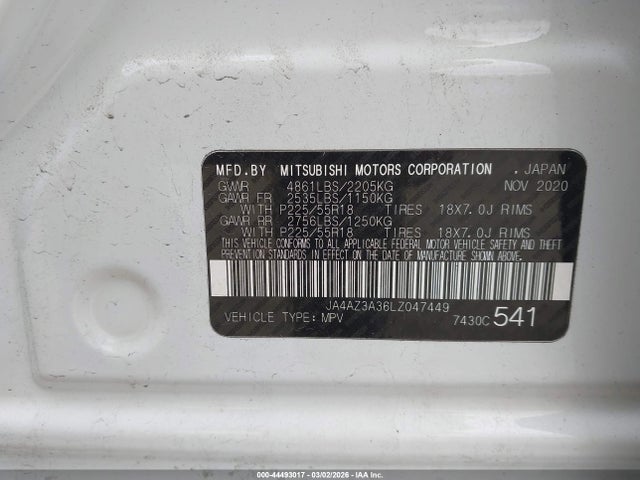 MFD.BY MITSUBISHI MOTORS CORPORATION . JAPAN
GVWR 4861LBS/2205KG NOV 2020
GAWR FR 2535LBS/1150KG
WITH P225/55R18 TIRES 18X7.0J RIMS
GAWR RR 2756LBS/1250KG
WITH P225/55R18 TIRES 18X7.0J RIMS
THIS VEHICLE CONFORMS TO ALL APPLICABLE FEDERAL MOTOR VEHICLE SAFETY AND THEFT
PREVENTION STANDARDS IN EFFECT ON THE DATE OF MANUFACTURE SHOWN ABOVE.
JA4AZ3A36LZ047449
VEHICLE TYPE: MPV 7430C 541
000-44493017 - 03/02/2026 - IAAI Inc.